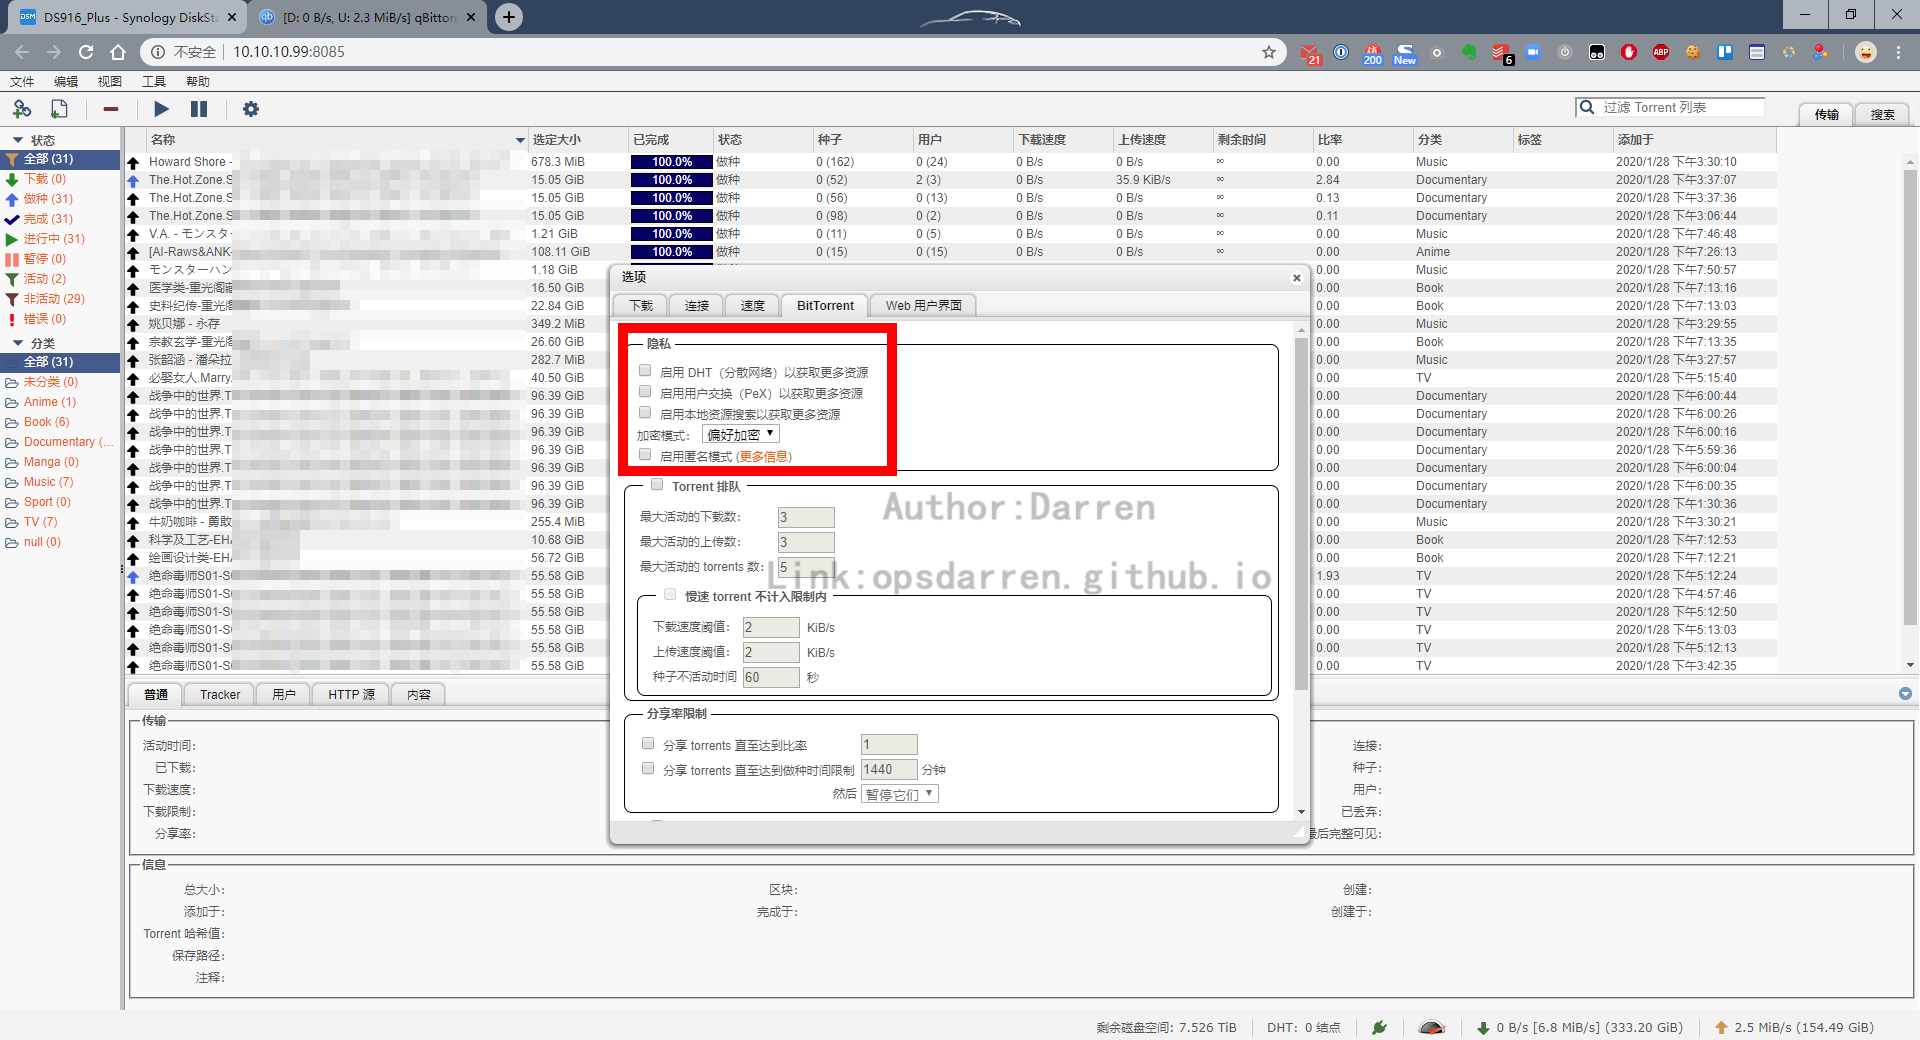 DS916_Plus - Synology DiskSta
[D: 0 B/s, U: 2.3 MiB/s] qBittorr
不安全 10.10.10.99:8085
21 200 New 6 ABP
文件 编辑 视图 工具 帮助
过滤 Torrent 列表
传输 搜索
状态
全部 (31)
下载 (0)
做种 (31)
完成 (31)
进行中 (31)
暂停 (0)
活动 (2)
非活动 (29)
错误 (0)
分类
全部 (31)
未分类 (0)
Anime (1)
Book (6)
Documentary (...
Manga (0)
Music (7)
Sport (0)
TV (7)
null (0)
名称 选定大小 已完成 状态 种子 用户 下载速度 上传速度 剩余时间 比率 分类 标签 添加于
Howard Shore - 678.3 MiB 100.0% 做种 0 (162) 0 (24) 0 B/s 0 B/s ∞ 0.00 Music 2020/1/28 下午3:30:10
The.Hot.Zone.S 15.05 GiB 100.0% 做种 0 (52) 2 (3) 0 B/s 35.9 KiB/s ∞ 2.84 Documentary 2020/1/28 下午3:37:07
The.Hot.Zone.S 15.05 GiB 100.0% 做种 0 (56) 0 (13) 0 B/s 0 B/s ∞ 0.13 Documentary 2020/1/28 下午3:37:36
The.Hot.Zone.S 15.05 GiB 100.0% 做种 0 (98) 0 (2) 0 B/s 0 B/s ∞ 0.11 Documentary 2020/1/28 下午3:06:44
V.A. - モンスター 1.21 GiB 100.0% 做种 0 (11) 0 (5) 0 B/s 0 B/s ∞ 0.00 Music 2020/1/28 下午7:46:48
[AI-Raws&ANK- 108.11 GiB 100.0% 做种 0 (15) 0 (15) 0 B/s 0 B/s ∞ 0.00 Anime 2020/1/28 下午7:26:13
モンスターハン 1.18 GiB 0.00 Music 2020/1/28 下午7:50:57
医学类-重光阁藏 16.50 GiB 0.00 Book 2020/1/28 下午7:13:16
史料纪传-重光阁 22.84 GiB 0.00 Book 2020/1/28 下午7:13:03
姚贝娜 - 永存 349.2 MiB 0.00 Music 2020/1/28 下午3:29:55
宗教玄学-重光阁 26.60 GiB 0.00 Book 2020/1/28 下午7:13:35
张韶涵 - 潘朵拉 282.7 MiB 0.00 Music 2020/1/28 下午3:27:57
必娶女人.Marry. 40.50 GiB 0.00 TV 2020/1/28 下午5:15:40
战争中的世界.T 96.39 GiB 0.00 Documentary 2020/1/28 下午6:00:08
战争中的世界.T 96.39 GiB 0.00 Documentary 2020/1/28 下午6:00:26
战争中的世界.T 96.39 GiB 0.00 Documentary 2020/1/28 下午6:00:16
战争中的世界.T 96.39 GiB 0.00 Documentary 2020/1/28 下午5:59:36
战争中的世界.T 96.39 GiB 0.00 Documentary 2020/1/28 下午6:00:04
战争中的世界.T 96.39 GiB 0.00 Documentary 2020/1/28 下午6:00:35
战争中的世界.T 96.39 GiB 0.00 Documentary 2020/1/28 下午1:30:36
牛奶咖啡 - 勇敢 255.4 MiB 0.00 Music 2020/1/28 下午3:30:21
科学及工艺-EHA 10.68 GiB 0.00 Book 2020/1/28 下午7:12:53
绘画设计类-EHA 56.72 GiB 0.00 Book 2020/1/28 下午7:12:21
绝命毒师S01-S0 55.58 GiB 1.93 TV 2020/1/28 下午5:12:24
绝命毒师S01-S0 55.58 GiB 0.00 TV 2020/1/28 下午4:57:46
绝命毒师S01-S0 55.58 GiB 0.00 TV 2020/1/28 下午5:12:50
绝命毒师S01-S0 55.58 GiB 0.00 TV 2020/1/28 下午5:13:03
绝命毒师S01-S0 55.58 GiB 0.00 TV 2020/1/28 下午5:12:13
绝命毒师S01-S0 55.58 GiB 0.00 TV 2020/1/28 下午3:42:35
选项
下载 连接 速度 BitTorrent Web 用户界面
隐私
启用 DHT（分散网络）以获取更多资源
启用用户交换（PeX）以获取更多资源
启用本地资源搜索以获取更多资源
加密模式： 偏好加密
启用匿名模式 (更多信息)
Torrent 排队
最大活动的下载数： 3
最大活动的上传数： 3
最大活动的 torrents 数： 5
慢速 torrent 不计入限制内
下载速度阈值： 2 KiB/s
上传速度阈值： 2 KiB/s
种子不活动时间 60 秒
分享率限制
分享 torrents 直至达到比率 1
分享 torrents 直至达到做种时间限制 1440 分钟
然后 暂停它们
Author:Darren
Link:opsdarren.github.io
普通 Tracker 用户 HTTP 源 内容
传输
活动时间： 连接：
已下载： 种子：
下载速度： 用户：
下载限制： 已丢弃：
分享率： 最后完整可见：
信息
总大小： 区块： 创建：
添加于： 完成于： 创建于：
Torrent 哈希值：
保存路径：
注释：
剩余磁盘空间: 7.526 TiB DHT：0 结点 0 B/s [6.8 MiB/s] (333.20 GiB) 2.5 MiB/s (154.49 GiB)